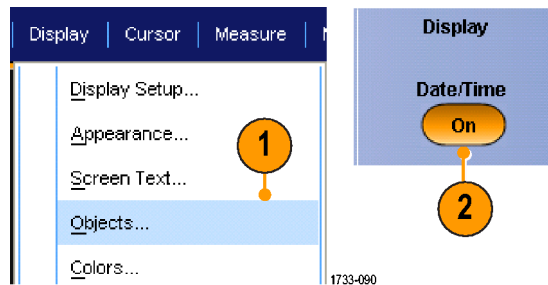 Display Cursor Measure
Display Setup...
Appearance...
1
Screen Text...
Objects...
Colors...
Display
Date/Time
On
2
1733-090